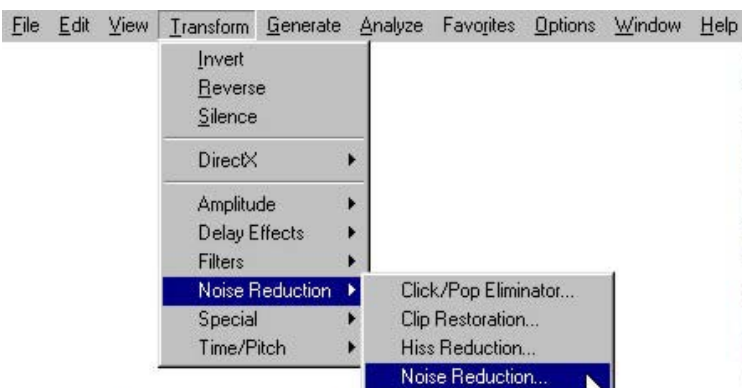 File Edit View Transform Generate Analyze Favorites Options Window Help
Invert
Reverse
Silence
DirectX
Amplitude
Delay Effects
Filters
Noise Reduction
Special
Time/Pitch
Click/Pop Eliminator...
Clip Restoration...
Hiss Reduction...
Noise Reduction...